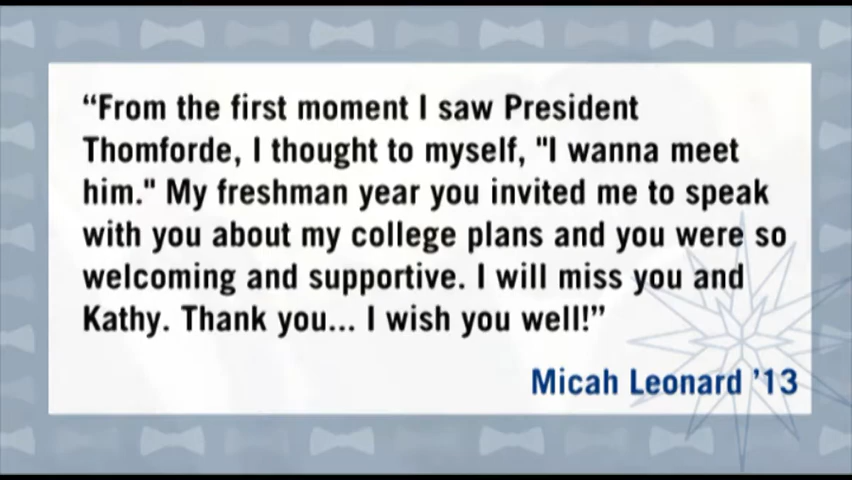 “From the first moment I saw President
Thomforde, I thought to myself, "I wanna meet
him." My freshman year you invited me to speak
with you about my college plans and you were so
welcoming and supportive. I will miss you and
Kathy. Thank you... I wish you well!”
Micah Leonard ’13